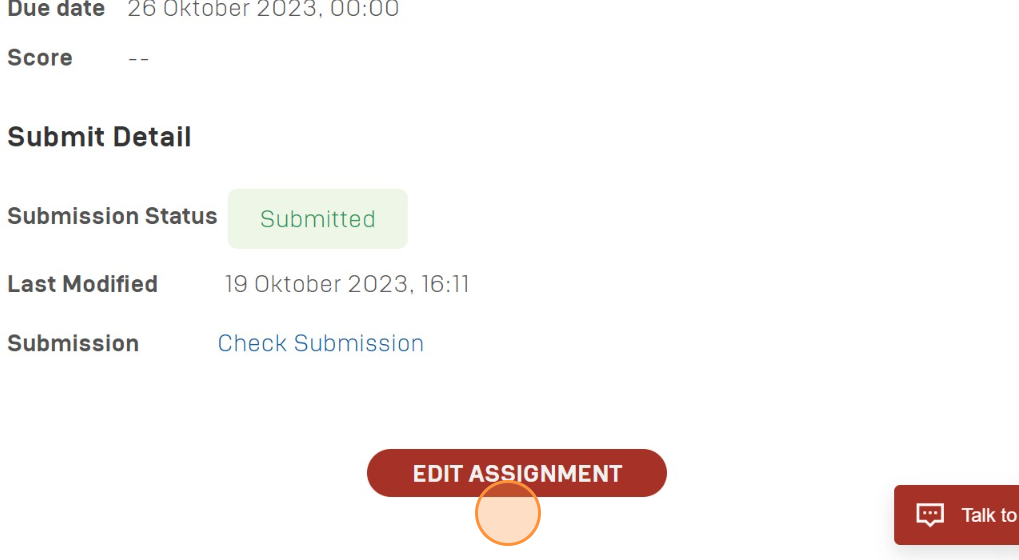 Due date 26 Oktober 2023, 00:00
Score --
Submit Detail
Submission Status Submitted
Last Modified 19 Oktober 2023, 16:11
Submission Check Submission
EDIT ASSIGNMENT
Talk to